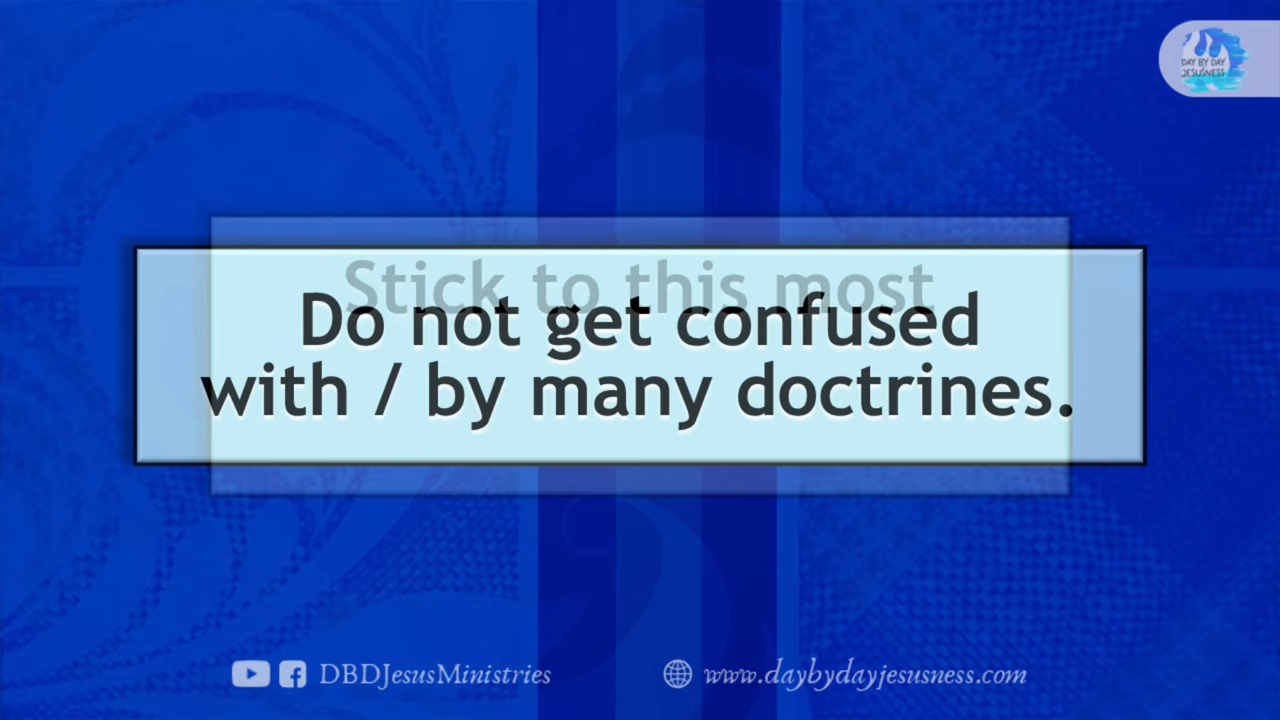 DAY BY DAY
JESUSNESS
Stick to this most
Do not get confused
with / by many doctrines.
DBDJesusMinistries
www.daybydayjesusness.com